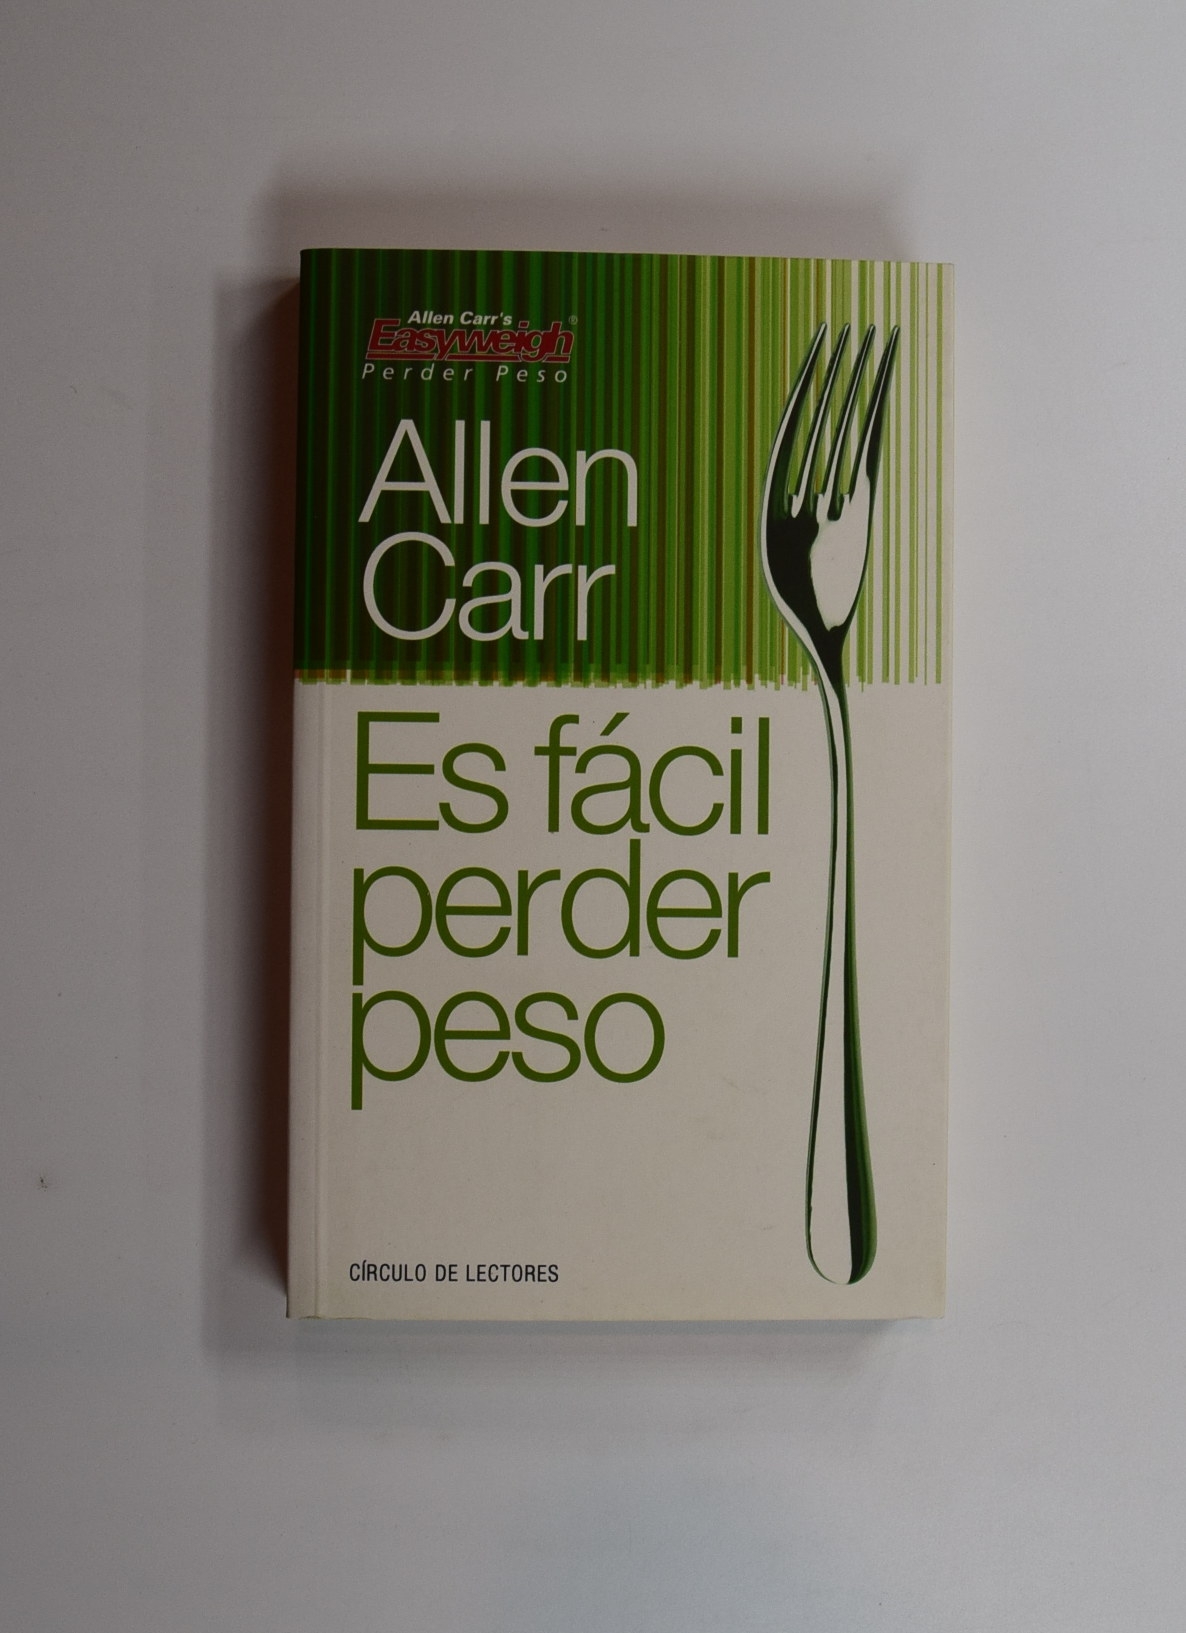 Allen Carr's
Easyweigh®
Perder Peso
Allen
Carr
Es fácil
perder
peso
CÍRCULO DE LECTORES